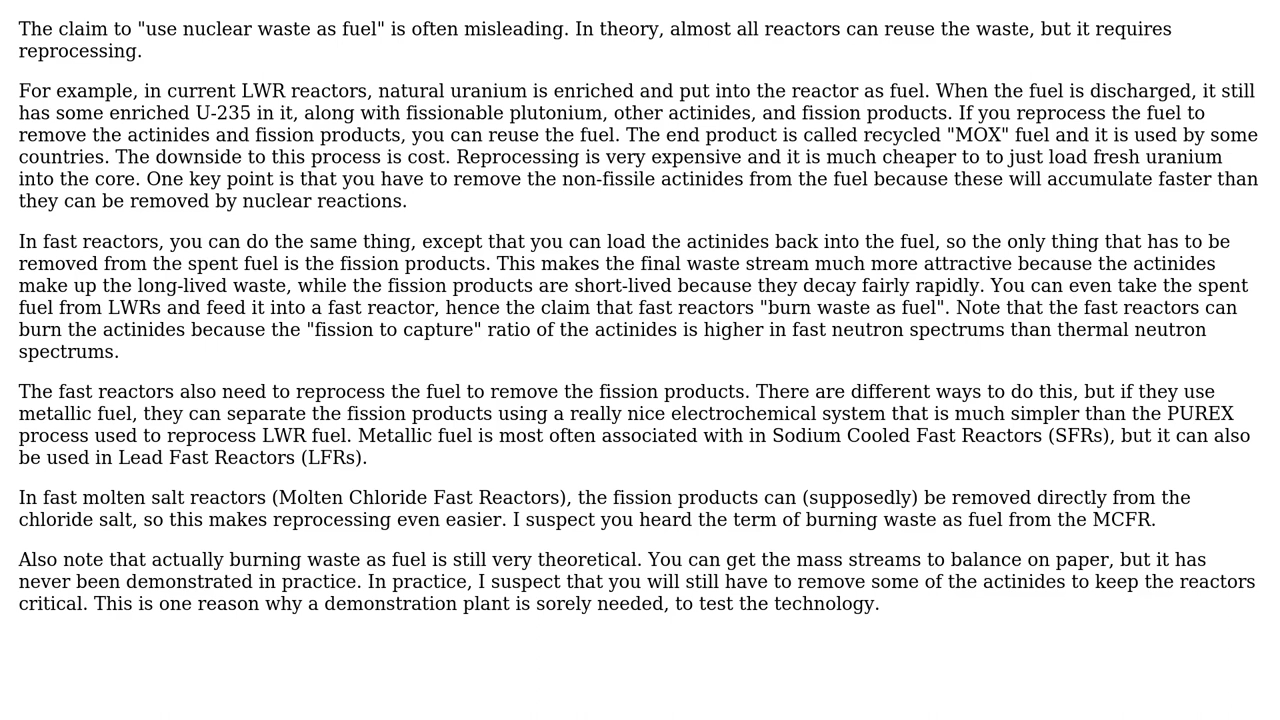 The claim to "use nuclear waste as fuel" is often misleading. In theory, almost all reactors can reuse the waste, but it requires
reprocessing.
For example, in current LWR reactors, natural uranium is enriched and put into the reactor as fuel. When the fuel is discharged, it still
has some enriched U-235 in it, along with fissionable plutonium, other actinides, and fission products. If you reprocess the fuel to
remove the actinides and fission products, you can reuse the fuel. The end product is called recycled "MOX" fuel and it is used by some
countries. The downside to this process is cost. Reprocessing is very expensive and it is much cheaper to to just load fresh uranium
into the core. One key point is that you have to remove the non-fissile actinides from the fuel because these will accumulate faster than
they can be removed by nuclear reactions.
In fast reactors, you can do the same thing, except that you can load the actinides back into the fuel, so the only thing that has to be
removed from the spent fuel is the fission products. This makes the final waste stream much more attractive because the actinides
make up the long-lived waste, while the fission products are short-lived because they decay fairly rapidly. You can even take the spent
fuel from LWRs and feed it into a fast reactor, hence the claim that fast reactors "burn waste as fuel". Note that the fast reactors can
burn the actinides because the "fission to capture" ratio of the actinides is higher in fast neutron spectrums than thermal neutron
spectrums.
The fast reactors also need to reprocess the fuel to remove the fission products. There are different ways to do this, but if they use
metallic fuel, they can separate the fission products using a really nice electrochemical system that is much simpler than the PUREX
process used to reprocess LWR fuel. Metallic fuel is most often associated with in Sodium Cooled Fast Reactors (SFRs), but it can also
be used in Lead Fast Reactors (LFRs).
In fast molten salt reactors (Molten Chloride Fast Reactors), the fission products can (supposedly) be removed directly from the
chloride salt, so this makes reprocessing even easier. I suspect you heard the term of burning waste as fuel from the MCFR.
Also note that actually burning waste as fuel is still very theoretical. You can get the mass streams to balance on paper, but it has
never been demonstrated in practice. In practice, I suspect that you will still have to remove some of the actinides to keep the reactors
critical. This is one reason why a demonstration plant is sorely needed, to test the technology.